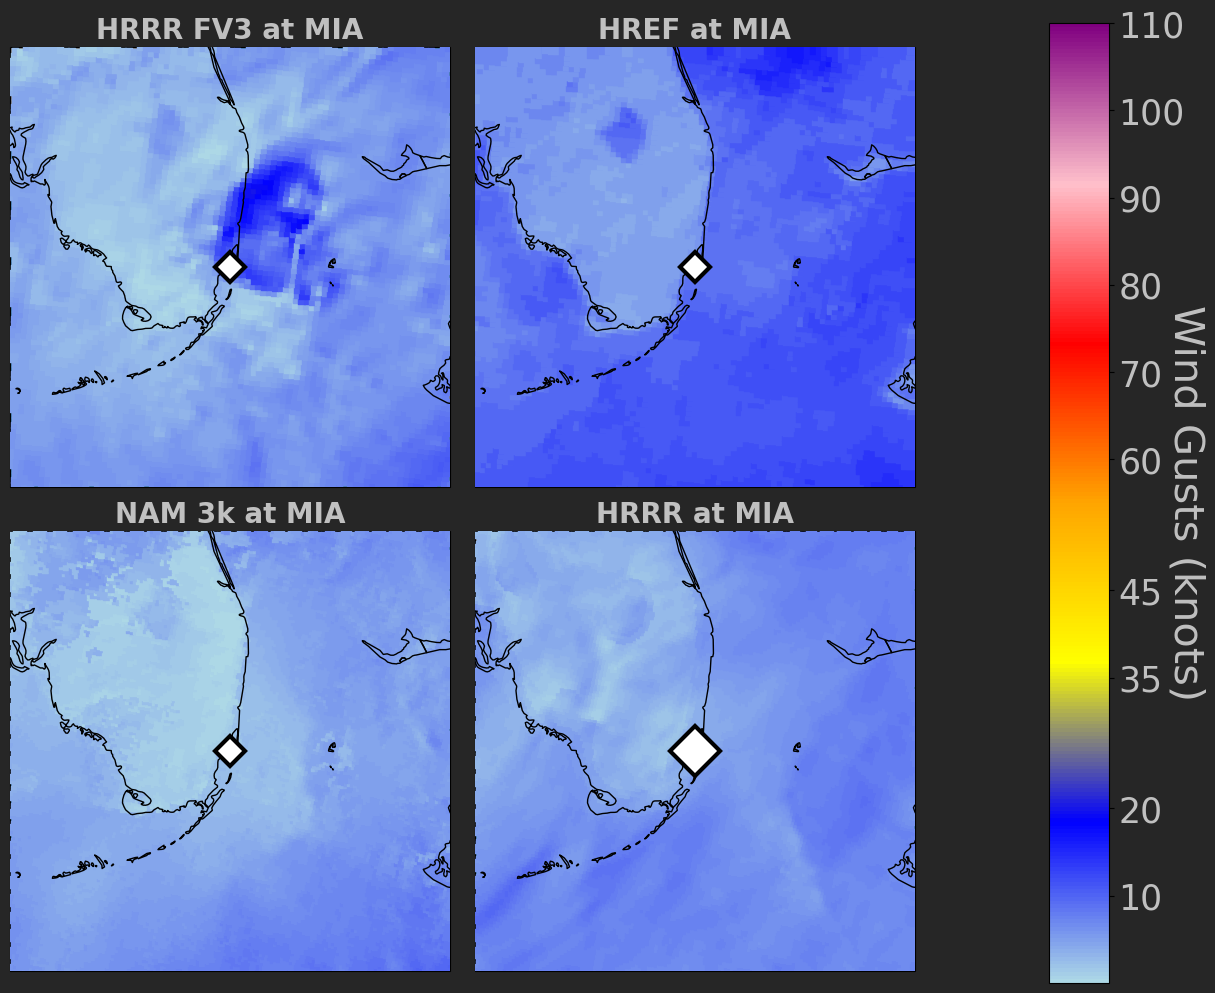 HRRR FV3 at MIA
HREF at MIA
NAM 3k at MIA
HRRR at MIA
110
100
90
80
70
60
45
35
20
10
Wind Gusts (knots)